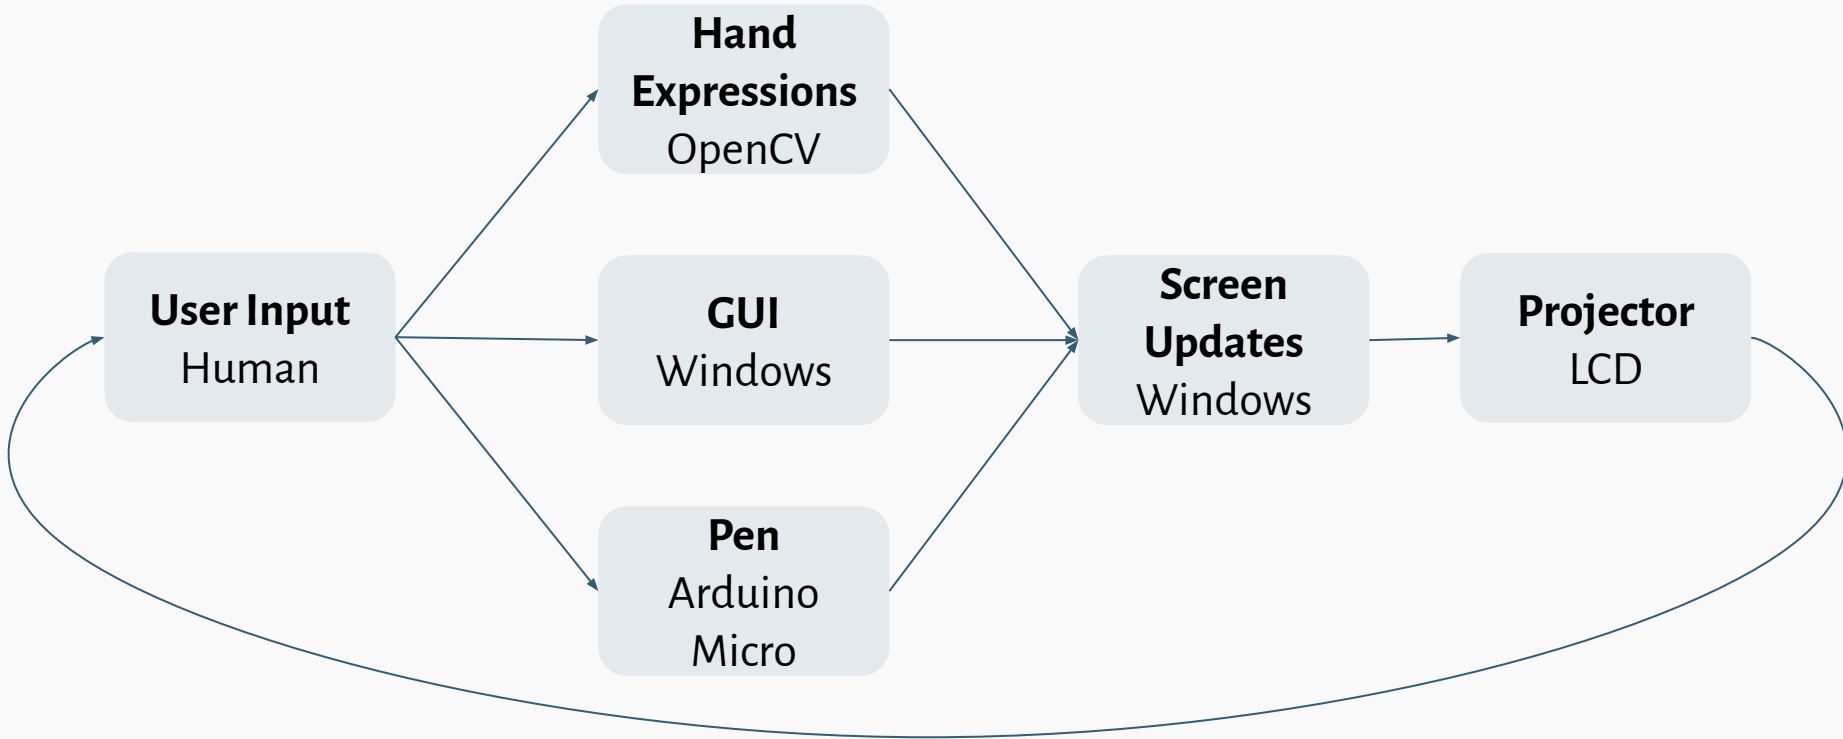 Hand
Expressions
OpenCV
User Input
Human
GUI
Windows
Screen
Updates
Windows
Projector
LCD
Pen
Arduino
Micro